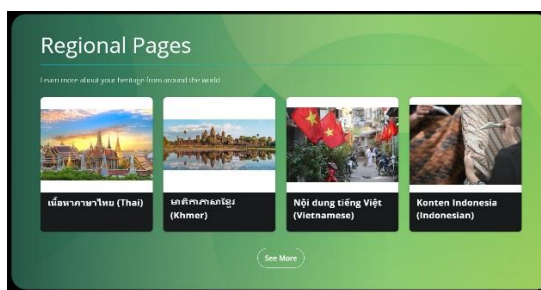 Regional Pages
Learn more about your heritage from around the world
เนื้อหาภาษาไทย (Thai)
មាតិកាភាសាខ្មែរ
(Khmer)
Nội dung tiếng Việt
(Vietnamese)
Konten Indonesia
(Indonesian)
See More